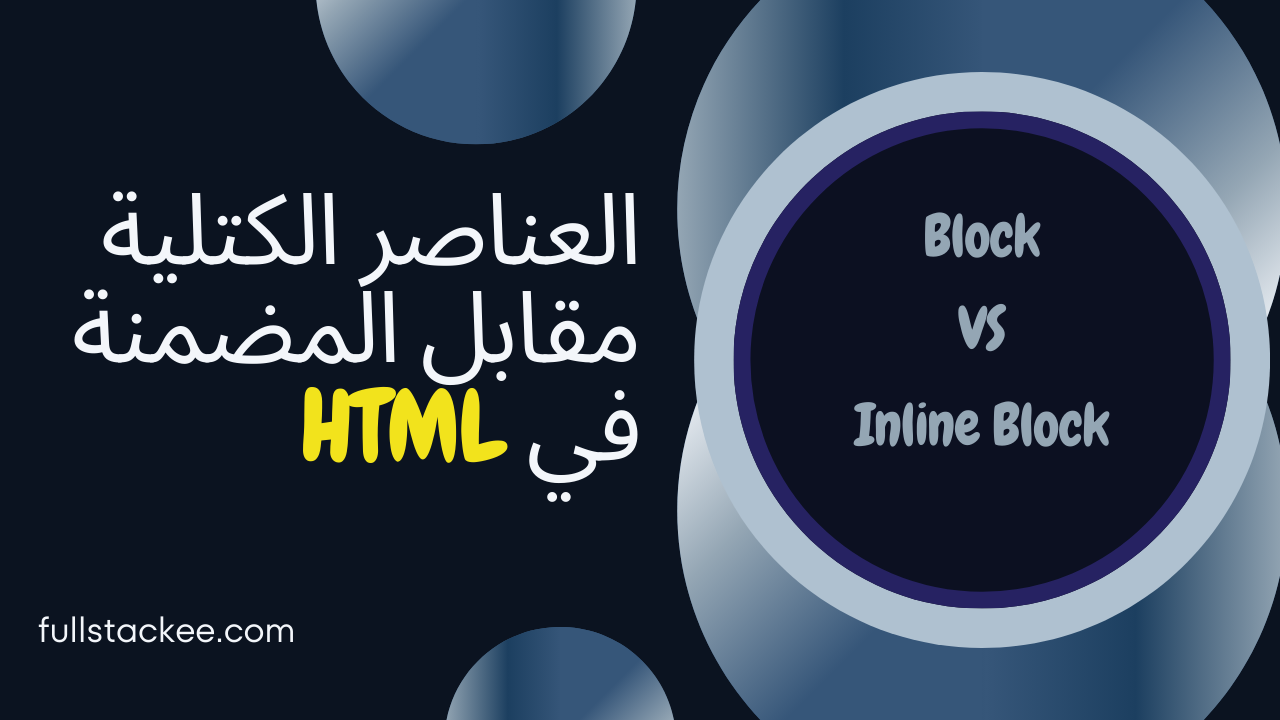 العناصر الكتلية
مقابل المضمنة
في HTML
Block
VS
Inline Block
fullstackee.com